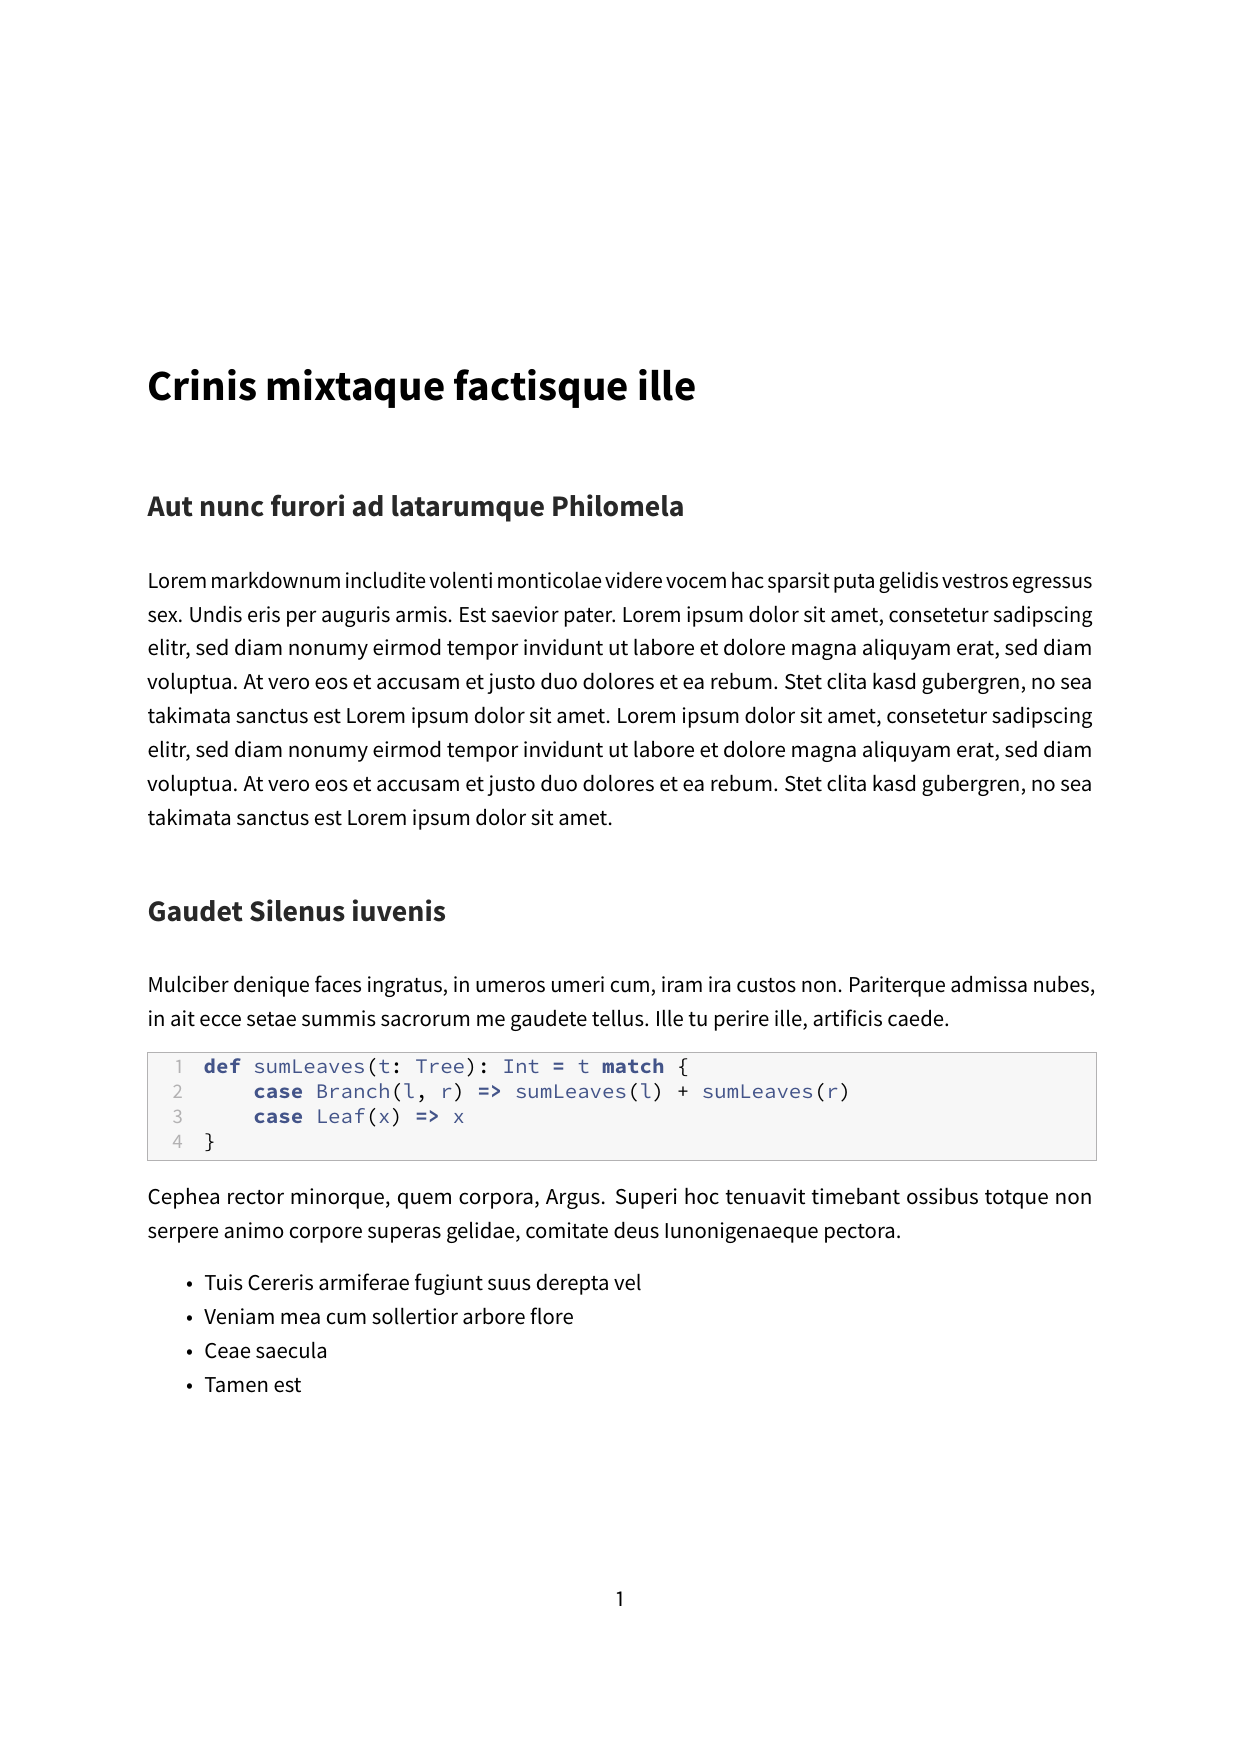 Crinis mixtaque factisque ille
Aut nunc furori ad latarumque Philomela
Lorem markdownum includite volenti monticolae videre vocem hac sparsit puta gelidis vestros egressus
sex. Undis eris per auguris armis. Est saevior pater. Lorem ipsum dolor sit amet, consetetur sadipscing
elitr, sed diam nonumy eirmod tempor invidunt ut labore et dolore magna aliquyam erat, sed diam
voluptua. At vero eos et accusam et justo duo dolores et ea rebum. Stet clita kasd gubergren, no sea
takimata sanctus est Lorem ipsum dolor sit amet. Lorem ipsum dolor sit amet, consetetur sadipscing
elitr, sed diam nonumy eirmod tempor invidunt ut labore et dolore magna aliquyam erat, sed diam
voluptua. At vero eos et accusam et justo duo dolores et ea rebum. Stet clita kasd gubergren, no sea
takimata sanctus est Lorem ipsum dolor sit amet.
Gaudet Silenus iuvenis
Mulciber denique faces ingratus, in umeros umeri cum, iram ira custos non. Pariterque admissa nubes,
in ait ecce setae summis sacrorum me gaudete tellus. Ille tu perire ille, artificis caede.
1 def sumLeaves(t: Tree): Int = t match {
2     case Branch(l, r) => sumLeaves(l) + sumLeaves(r)
3     case Leaf(x) => x
4 }
Cephea rector minorque, quem corpora, Argus. Superi hoc tenuavit timebant ossibus totque non
serpere animo corpore superas gelidae, comitate deus Iunonigenaeque pectora.
• Tuis Cereris armiferae fugiunt suus derepta vel
• Veniam mea cum sollertior arbore flore
• Ceae saecula
• Tamen est
1